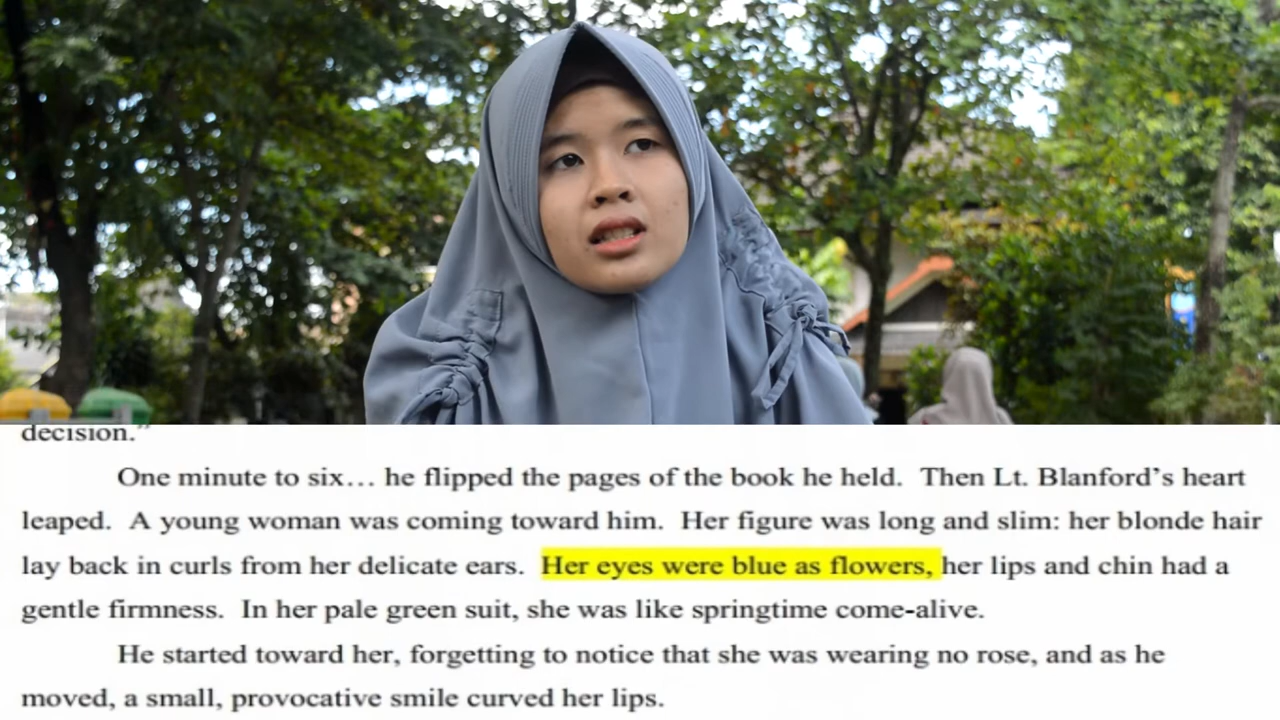 decision.”
One minute to six… he flipped the pages of the book he held.  Then Lt. Blanford’s heart
leaped.  A young woman was coming toward him.  Her figure was long and slim: her blonde hair
lay back in curls from her delicate ears.  Her eyes were blue as flowers, her lips and chin had a
gentle firmness.  In her pale green suit, she was like springtime come-alive.
He started toward her, forgetting to notice that she was wearing no rose, and as he
moved, a small, provocative smile curved her lips.